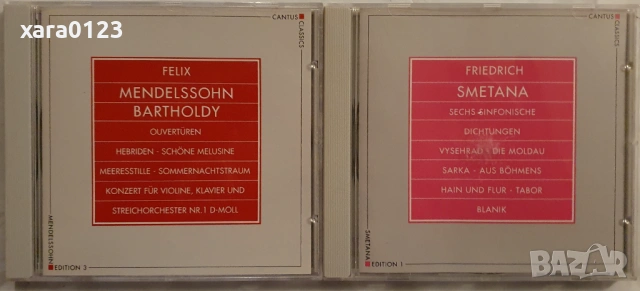 xara0123
CANTUS
CLASSICS
FELIX
MENDELSSOHN
BARTHOLDY
OUVERTÜREN
HEBRIDEN - SCHÖNE MELUSINE
MEERESSTILLE - SOMMERNACHTSTRAUM
KONZERT FÜR VIOLINE, KLAVIER UND
STREICHORCHESTER NR. 1 D-MOLL
MENDELSSOHN
EDITION 3
CANTUS
CLASSICS
FRIEDRICH
SMETANA
SECHS SINFONISCHE
DICHTUNGEN
VYSEHRAD - DIE MOLDAU
SARKA - AUS BÖHMENS
HAIN UND FLUR - TABOR
BLANIK
SMETANA
EDITION 1
BAZAR